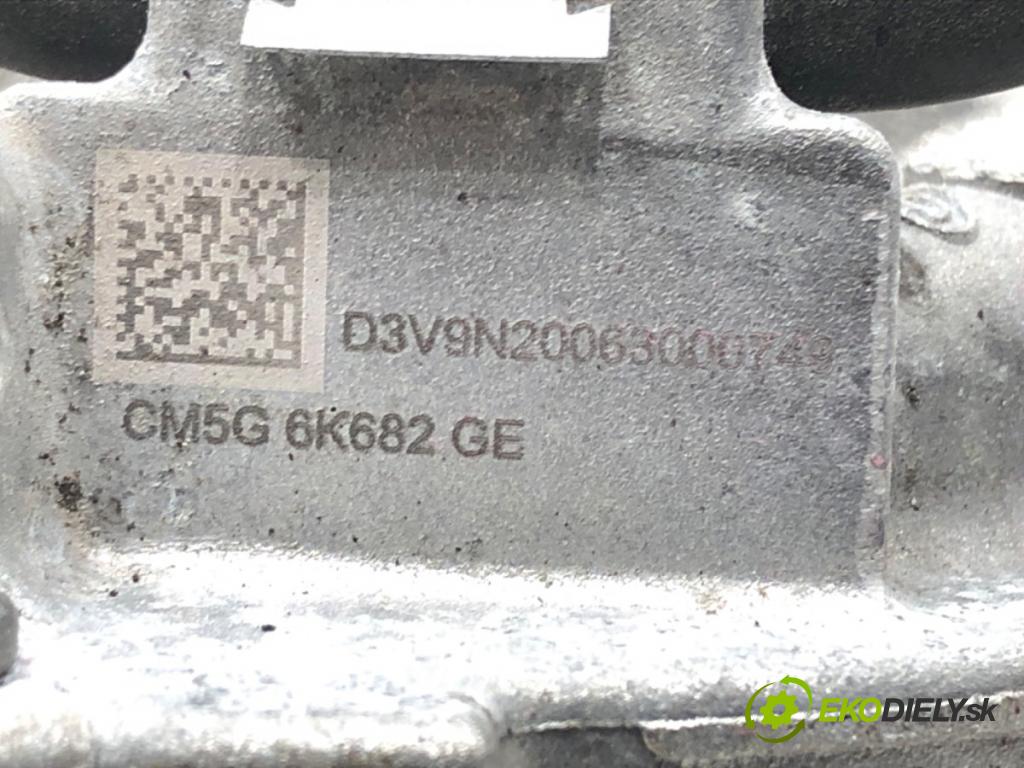 D3V9N20063000749
CM5G 6K682 GE
EKODIELY.sk